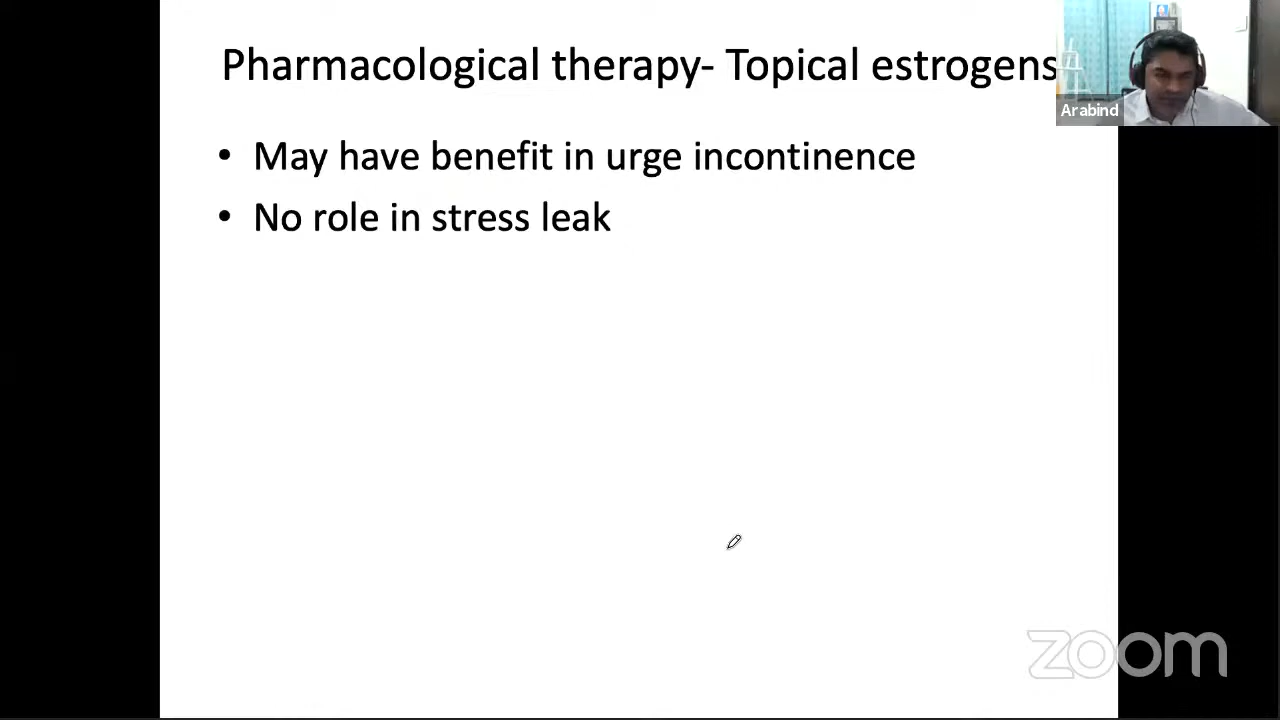 Pharmacological therapy- Topical estrogens
Arabind
• May have benefit in urge incontinence
• No role in stress leak
zoom